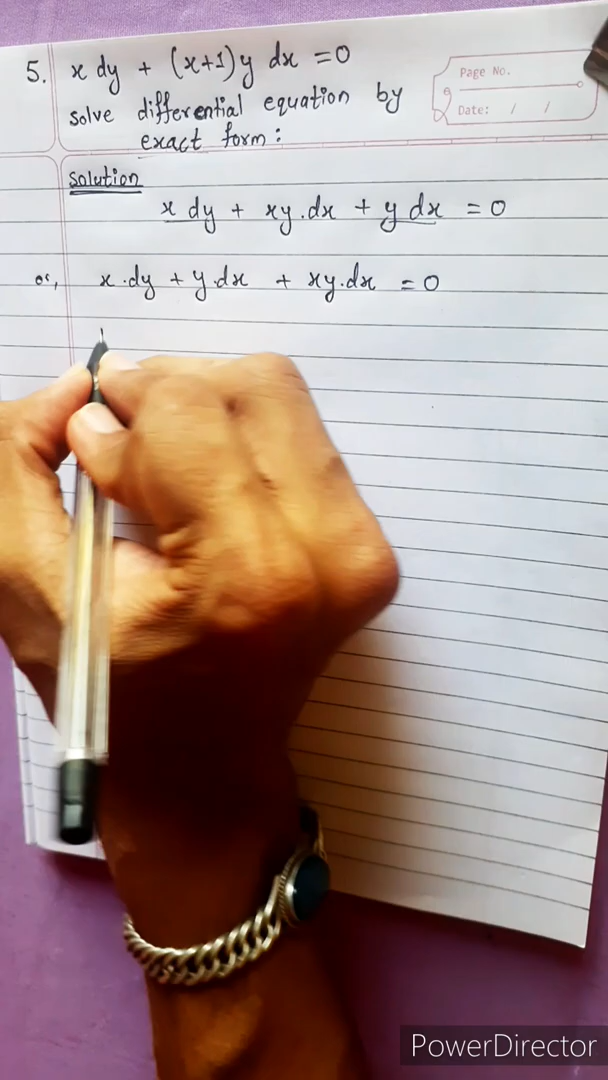 5. x dy + (x+1)y dx = 0
solve differential equation by
exact form:
Page No.
Date: / /
Solution
x dy + xy.dx + y dx = 0
or, x.dy + y.dx + xy.dx = 0
PowerDirector